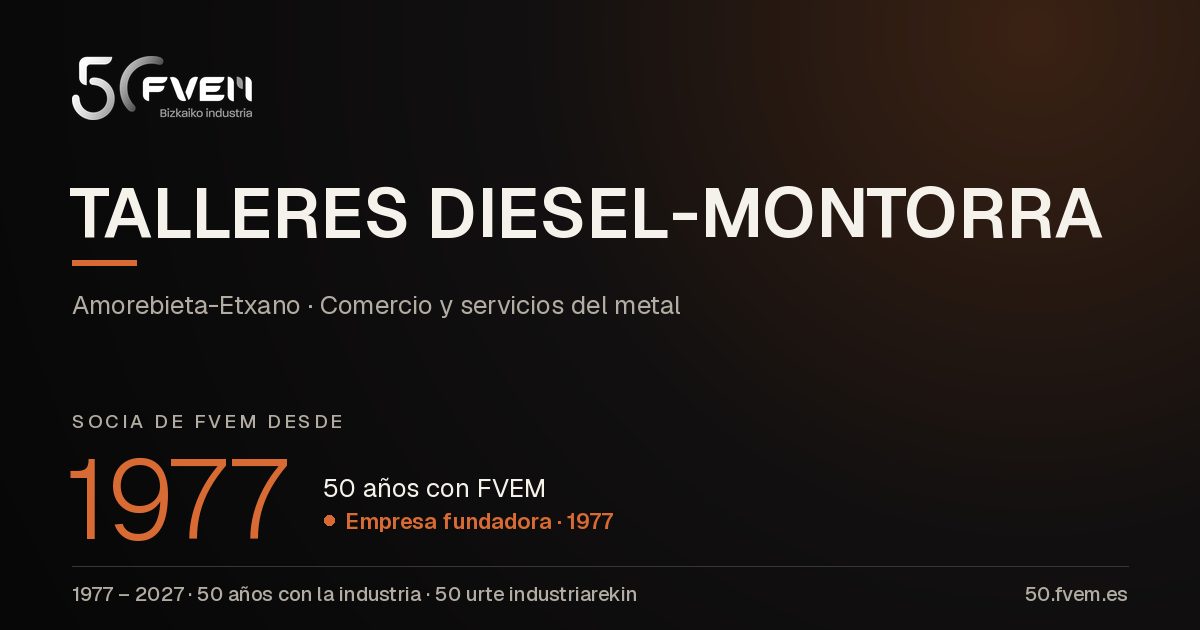 50 FVEM
Bizkaiko industria
TALLERES DIESEL-MONTORRA
Amorebieta-Etxano · Comercio y servicios del metal
SOCIA DE FVEM DESDE
1977
50 años con FVEM
Empresa fundadora · 1977
1977 – 2027 · 50 años con la industria · 50 urte industriarekin
50.fvem.es